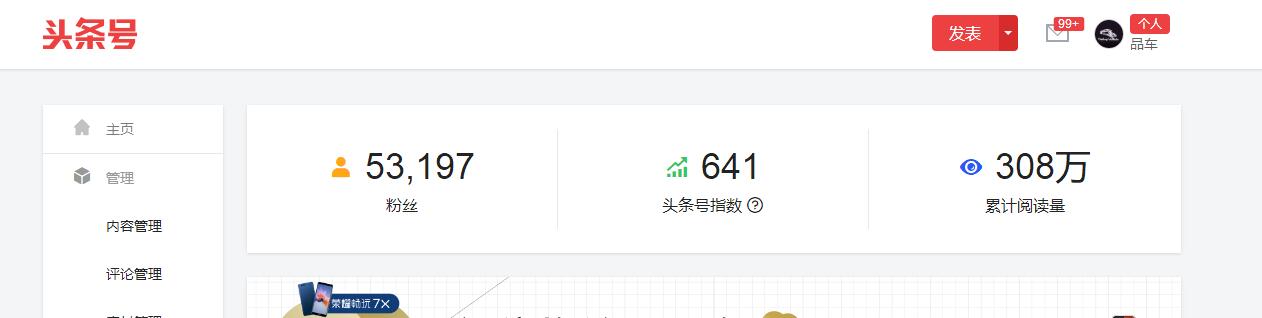 头条号
发表
99+
个人
品车
主页
管理
内容管理
评论管理
53,197
粉丝
641
头条号指数
308万
累计阅读量
荣耀畅玩7X